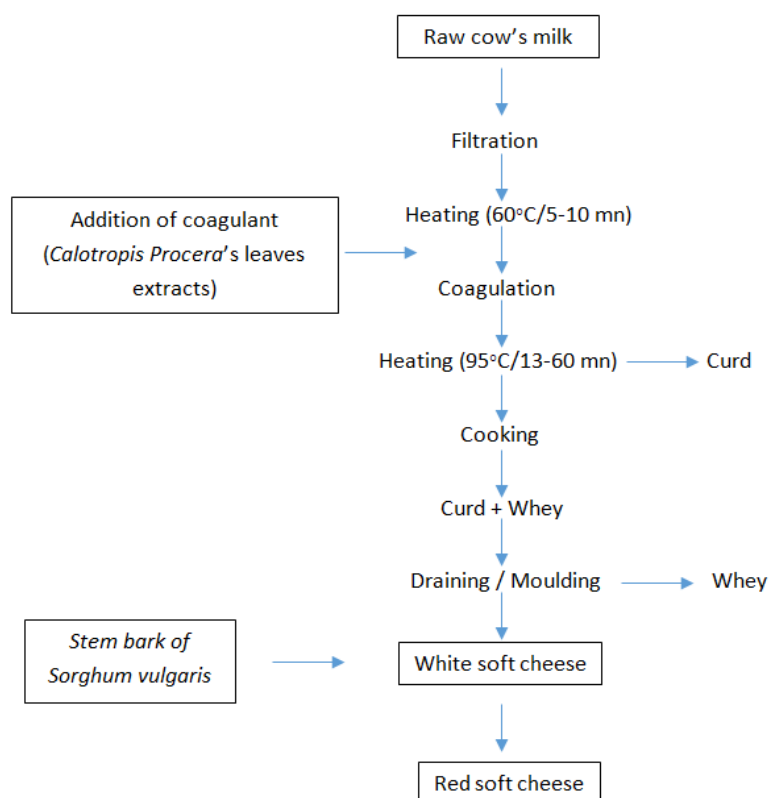 Raw cow's milk
Filtration
Heating (60°C/5-10 mn)
Addition of coagulant
(Calotropis Procera's leaves
extracts)
Coagulation
Heating (95°C/13-60 mn)
Curd
Cooking
Curd + Whey
Draining / Moulding
Whey
Stem bark of
Sorghum vulgaris
White soft cheese
Red soft cheese